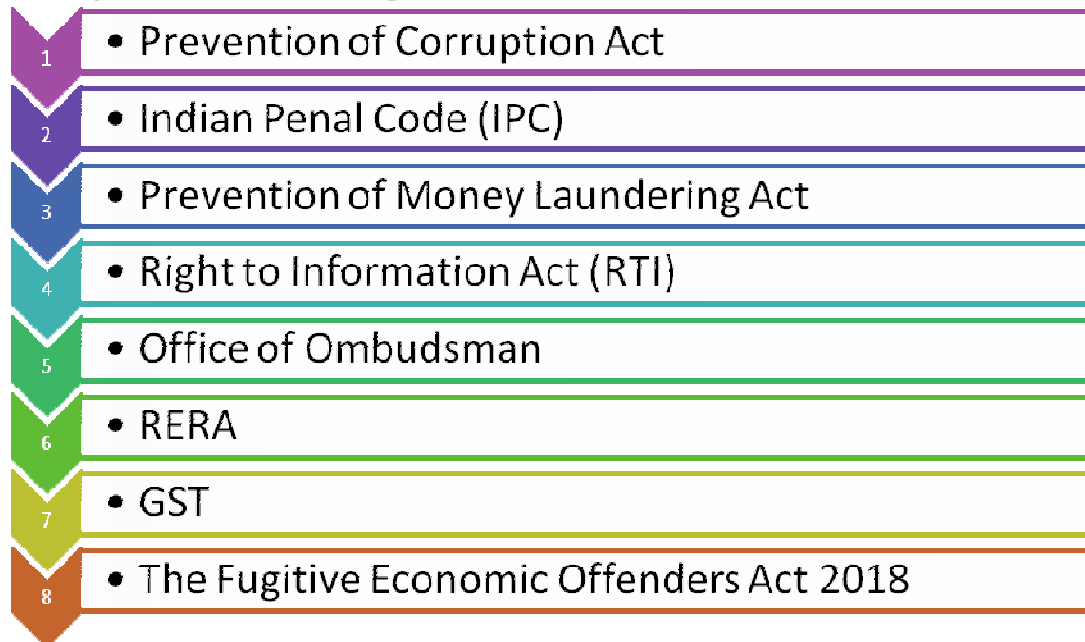 1 • Prevention of Corruption Act
2 • Indian Penal Code (IPC)
3 • Prevention of Money Laundering Act
4 • Right to Information Act (RTI)
5 • Office of Ombudsman
6 • RERA
7 • GST
8 • The Fugitive Economic Offenders Act 2018